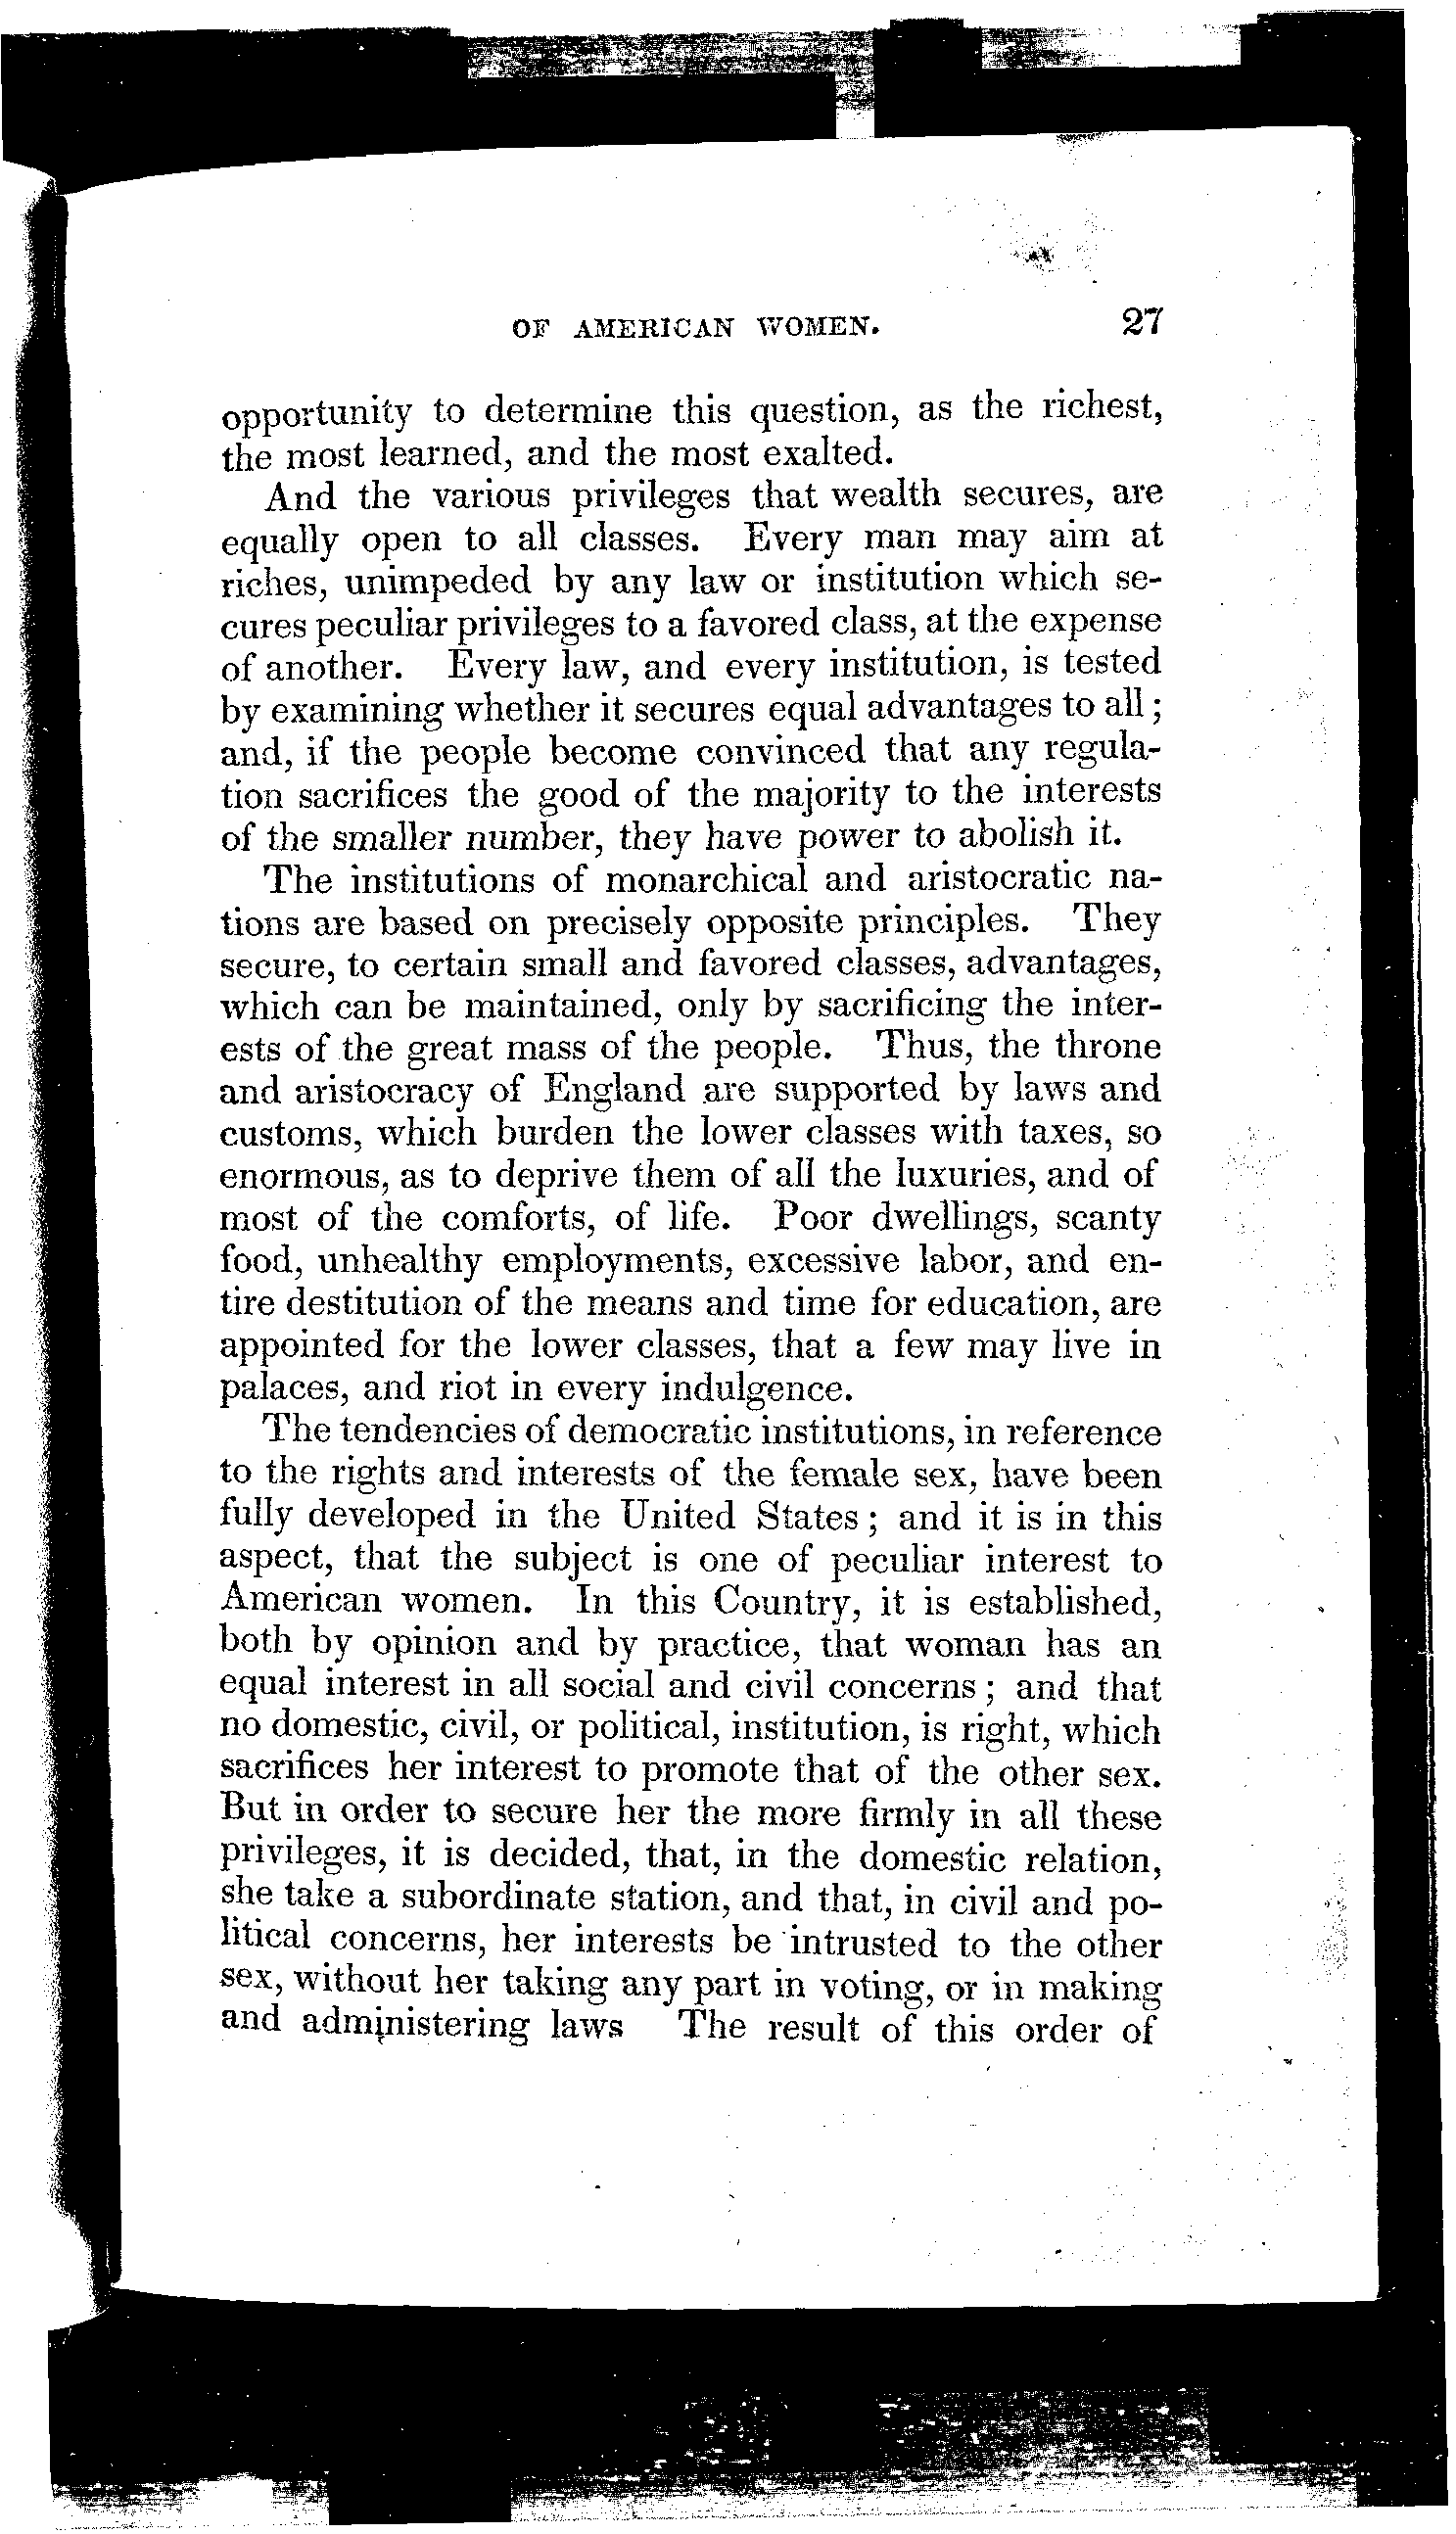 OF AMERICAN WOMEN. 27
opportunity to determine this question, as the richest,
the most learned, and the most exalted.
And the various privileges that wealth secures, are
equally open to all classes. Every man may aim at
riches, unimpeded by any law or institution which se-
cures peculiar privileges to a favored class, at the expense
of another. Every law, and every institution, is tested
by examining whether it secures equal advantages to all;
and, if the people become convinced that any regula-
tion sacrifices the good of the majority to the interests
of the smaller number, they have power to abolish it.
The institutions of monarchical and aristocratic na-
tions are based on precisely opposite principles. They
secure, to certain small and favored classes, advantages,
which can be maintained, only by sacrificing the inter-
ests of the great mass of the people. Thus, the throne
and aristocracy of England are supported by laws and
customs, which burden the lower classes with taxes, so
enormous, as to deprive them of all the luxuries, and of
most of the comforts, of life. Poor dwellings, scanty
food, unhealthy employments, excessive labor, and en-
tire destitution of the means and time for education, are
appointed for the lower classes, that a few may live in
palaces, and riot in every indulgence.
The tendencies of democratic institutions, in reference
to the rights and interests of the female sex, have been
fully developed in the United States; and it is in this
aspect, that the subject is one of peculiar interest to
American women. In this Country, it is established,
both by opinion and by practice, that woman has an
equal interest in all social and civil concerns; and that
no domestic, civil, or political, institution, is right, which
sacrifices her interest to promote that of the other sex.
But in order to secure her the more firmly in all these
privileges, it is decided, that, in the domestic relation,
she take a subordinate station, and that, in civil and po-
litical concerns, her interests be intrusted to the other
sex, without her taking any part in voting, or in making
and administering laws The result of this order of